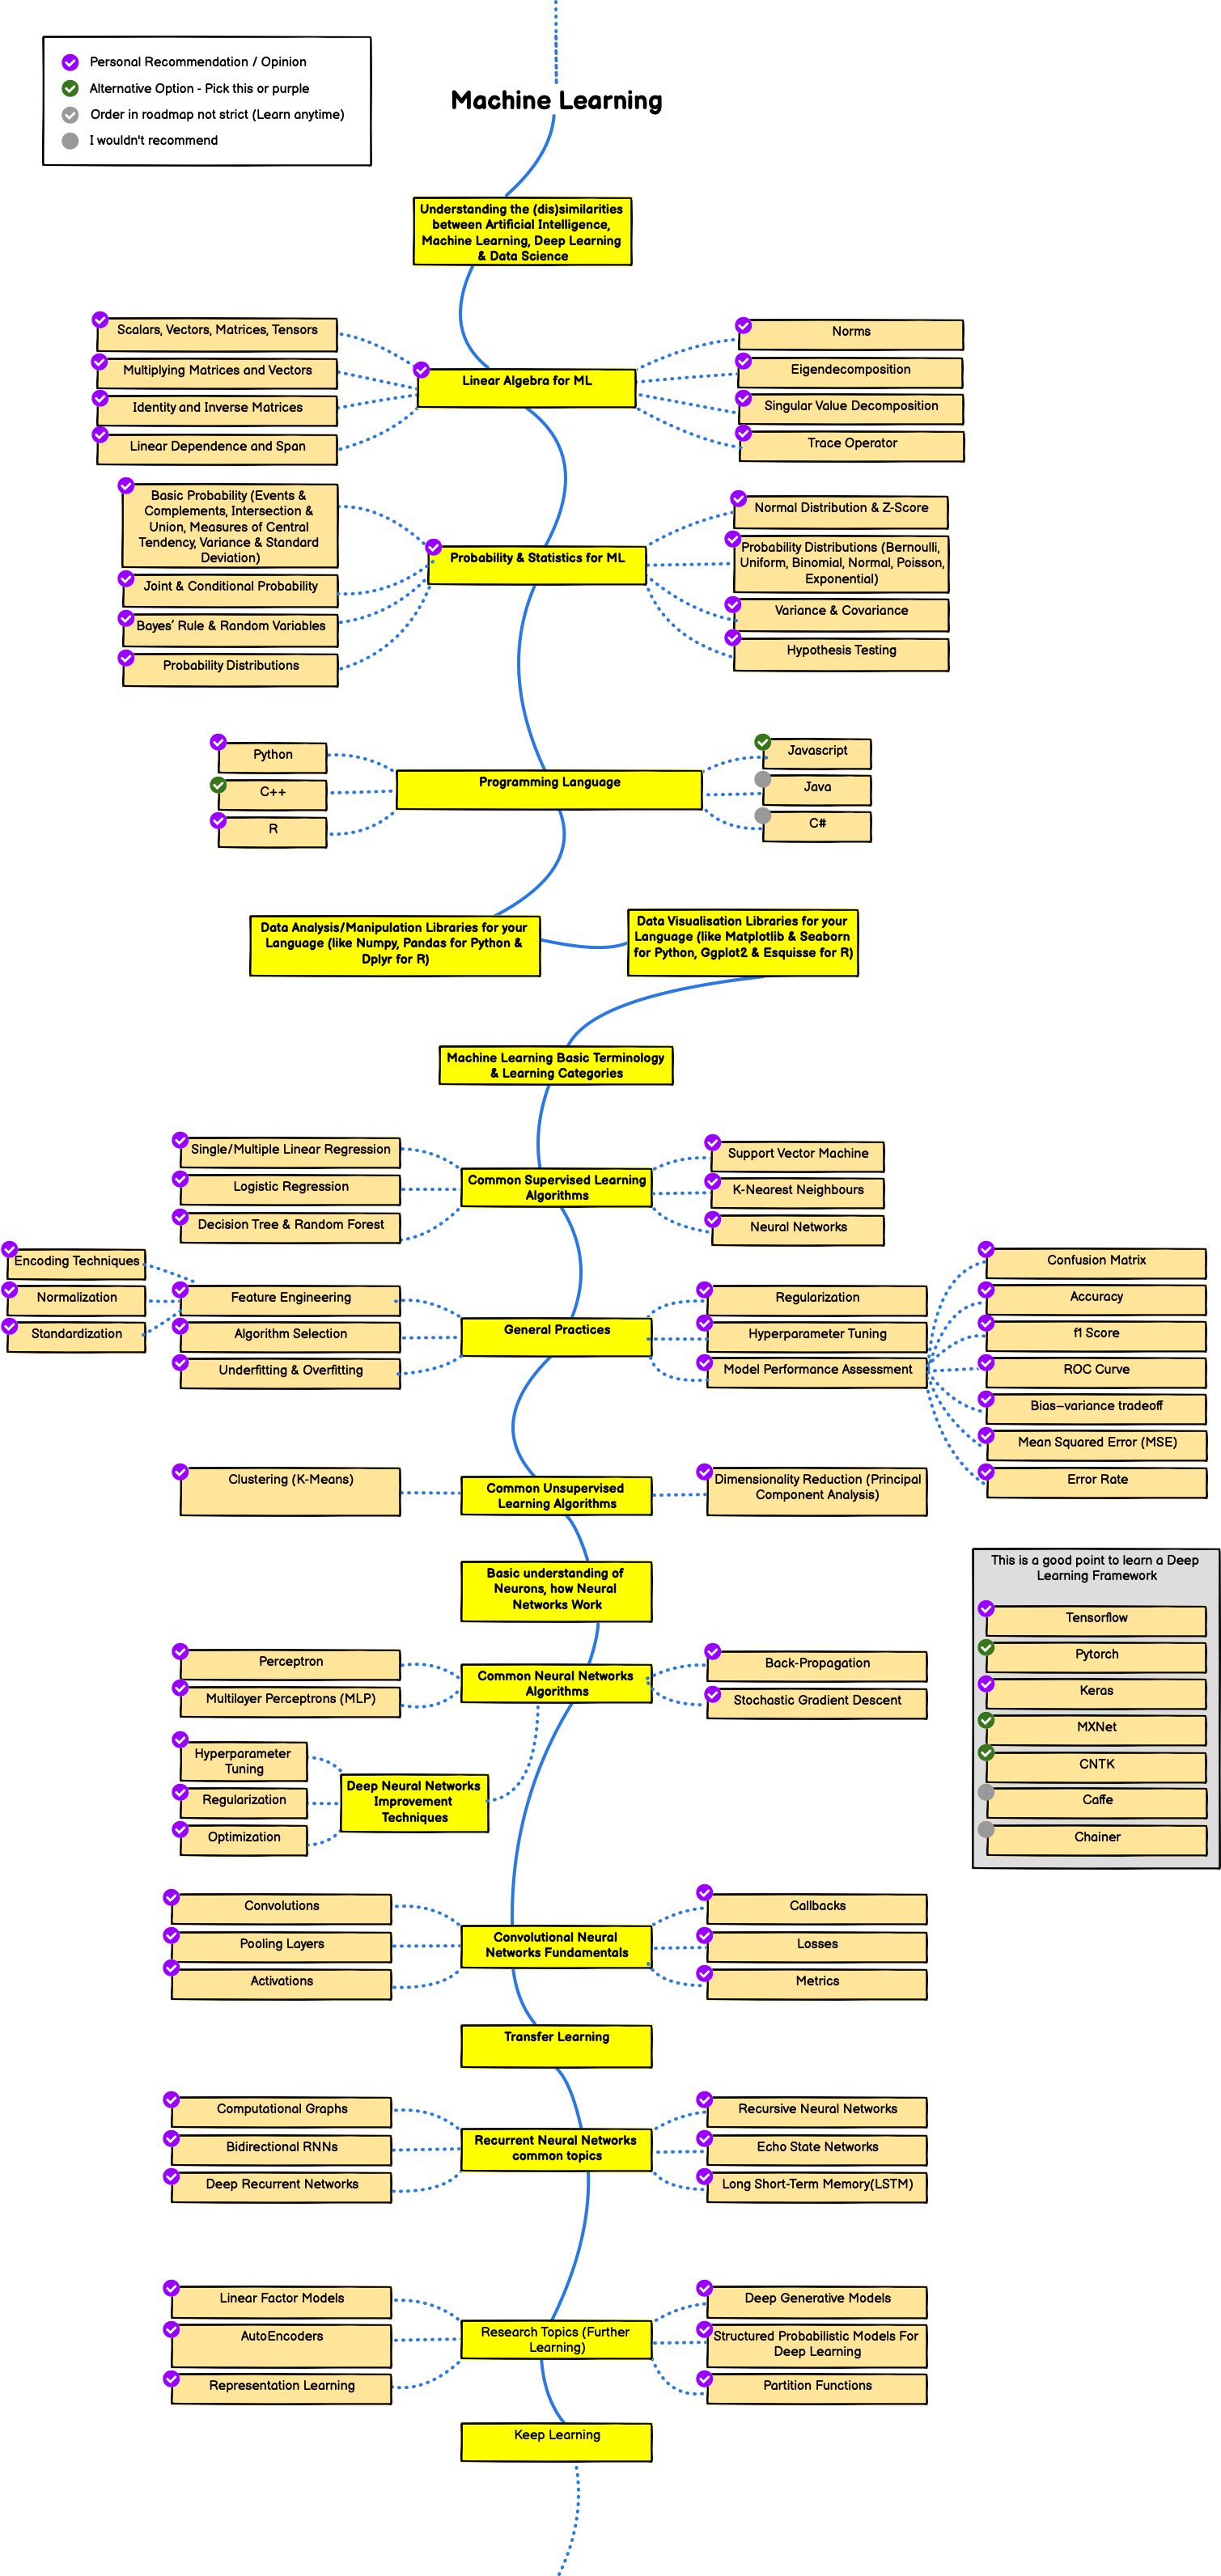 Personal Recommendation / Opinion
Alternative Option - Pick this or purple
Order in roadmap not strict (Learn anytime)
I wouldn't recommend
Machine Learning
Understanding the (dis)similarities
between Artificial Intelligence,
Machine Learning, Deep Learning
& Data Science
Scalars, Vectors, Matrices, Tensors
Multiplying Matrices and Vectors
Identity and Inverse Matrices
Linear Dependence and Span
Linear Algebra for ML
Norms
Eigendecomposition
Singular Value Decomposition
Trace Operator
Basic Probability (Events &
Complements, Intersection &
Union, Measures of Central
Tendency, Variance & Standard
Deviation)
Joint & Conditional Probability
Bayes’ Rule & Random Variables
Probability Distributions
Probability & Statistics for ML
Normal Distribution & Z-Score
Probability Distributions (Bernoulli,
Uniform, Binomial, Normal, Poisson,
Exponential)
Variance & Covariance
Hypothesis Testing
Python
C++
R
Programming Language
Javascript
Java
C#
Data Analysis/Manipulation Libraries for your
Language (like Numpy, Pandas for Python &
Dplyr for R)
Data Visualisation Libraries for your
Language (like Matplotlib & Seaborn
for Python, Ggplot2 & Esquisse for R)
Machine Learning Basic Terminology
& Learning Categories
Single/Multiple Linear Regression
Logistic Regression
Decision Tree & Random Forest
Common Supervised Learning
Algorithms
Support Vector Machine
K-Nearest Neighbours
Neural Networks
Encoding Techniques
Normalization
Standardization
Feature Engineering
Algorithm Selection
Underfitting & Overfitting
General Practices
Regularization
Hyperparameter Tuning
Model Performance Assessment
Confusion Matrix
Accuracy
f1 Score
ROC Curve
Bias–variance tradeoff
Mean Squared Error (MSE)
Error Rate
Clustering (K-Means)
Common Unsupervised
Learning Algorithms
Dimensionality Reduction (Principal
Component Analysis)
Basic understanding of
Neurons, how Neural
Networks Work
This is a good point to learn a Deep
Learning Framework
Tensorflow
Pytorch
Keras
MXNet
CNTK
Caffe
Chainer
Perceptron
Multilayer Perceptrons (MLP)
Common Neural Networks
Algorithms
Back-Propagation
Stochastic Gradient Descent
Hyperparameter
Tuning
Regularization
Optimization
Deep Neural Networks
Improvement
Techniques
Convolutions
Pooling Layers
Activations
Convolutional Neural
Networks Fundamentals
Callbacks
Losses
Metrics
Transfer Learning
Computational Graphs
Bidirectional RNNs
Deep Recurrent Networks
Recurrent Neural Networks
common topics
Recursive Neural Networks
Echo State Networks
Long Short-Term Memory(LSTM)
Linear Factor Models
AutoEncoders
Representation Learning
Research Topics (Further
Learning)
Deep Generative Models
Structured Probabilistic Models For
Deep Learning
Partition Functions
Keep Learning